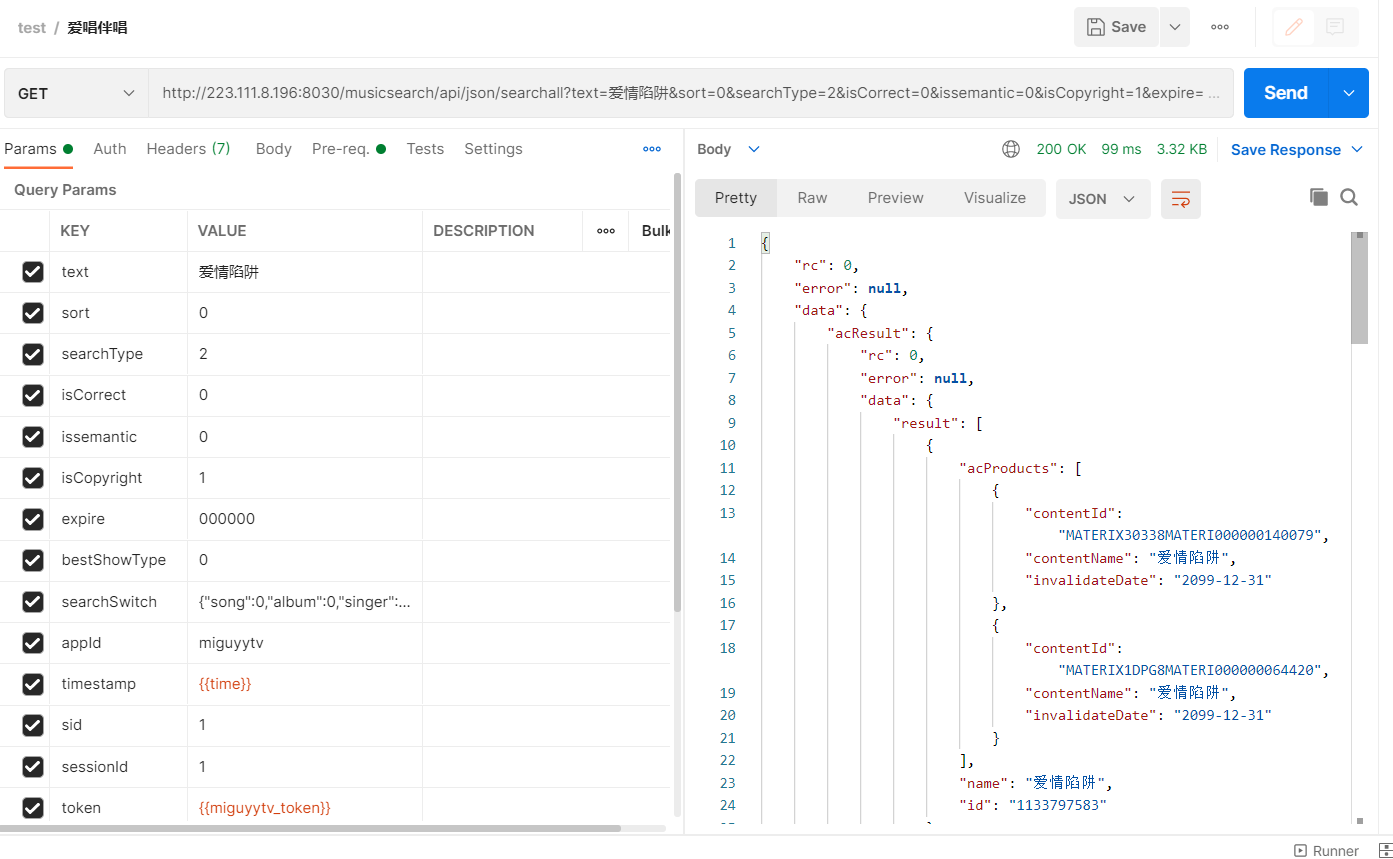 test / 爱唱伴唱
Save
GET
http://223.111.8.196:8030/musicsearch/api/json/searchall?text=爱情陷阱&sort=0&searchType=2&isCorrect=0&issemantic=0&isCopyright=1&expire= ...
Send
Params Auth Headers (7) Body Pre-req. Tests Settings
Query Params
KEY VALUE DESCRIPTION Bulk
text 爱情陷阱
sort 0
searchType 2
isCorrect 0
issemantic 0
isCopyright 1
expire 000000
bestShowType 0
searchSwitch {"song":0,"album":0,"singer":...
appId miguyytv
timestamp {{time}}
sid 1
sessionId 1
token {{miguyytv_token}}
Body 200 OK 99 ms 3.32 KB Save Response
Pretty Raw Preview Visualize JSON
1 {
2 "rc": 0,
3 "error": null,
4 "data": {
5 "acResult": {
6 "rc": 0,
7 "error": null,
8 "data": {
9 "result": [
10 {
11 "acProducts": [
12 {
13 "contentId":
"MATERIX30338MATERI000000140079",
14 "contentName": "爱情陷阱",
15 "invalidateDate": "2099-12-31"
16 },
17 {
18 "contentId":
"MATERIX1DPG8MATERI000000064420",
19 "contentName": "爱情陷阱",
20 "invalidateDate": "2099-12-31"
21 }
22 ],
23 "name": "爱情陷阱",
24 "id": "1133797583"
Runner